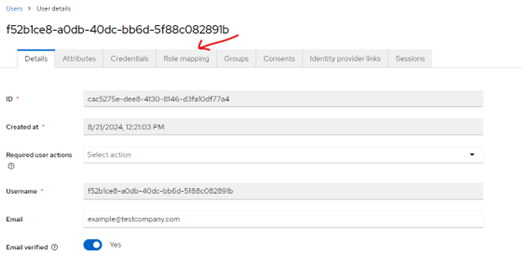 Users > User details
f52b1ce8-a0db-40dc-bb6d-5f88c082891b
Details Attributes Credentials Role mapping Groups Consents Identity provider links Sessions
ID * cac5275e-dee8-4130-8146-d3fa10df77a4
Created at * 8/21/2024, 12:21:03 PM
Required user actions Select action
Username * f52b1ce8-a0db-40dc-bb6d-5f88c082891b
Email example@testcompany.com
Email verified Yes